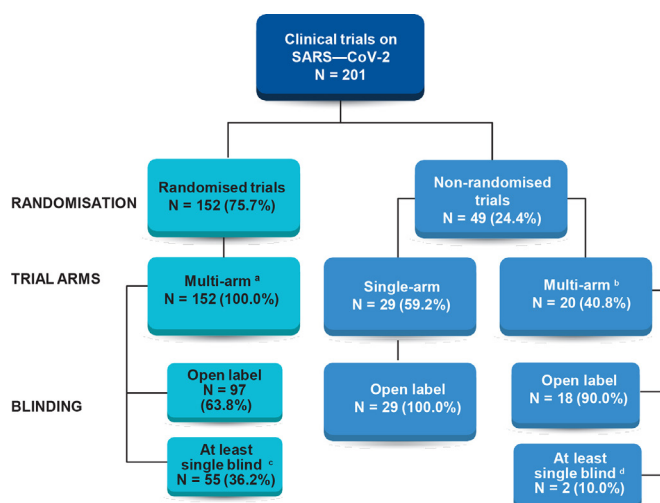 Clinical trials on
SARS—CoV-2
N = 201
RANDOMISATION
Randomised trials
N = 152 (75.7%)
Non-randomised
trials
N = 49 (24.4%)
TRIAL ARMS
Multi-arm a
N = 152 (100.0%)
Single-arm
N = 29 (59.2%)
Multi-arm b
N = 20 (40.8%)
BLINDING
Open label
N = 97
(63.8%)
Open label
N = 29 (100.0%)
Open label
N = 18 (90.0%)
At least
single blind c
N = 55 (36.2%)
At least
single blind d
N = 2 (10.0%)